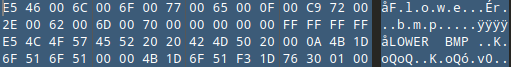 E5 46 00 6C 00 6F 00 77 00 65 00 0F 00 C9 72 00 åF.l.o.w.e...Ér.
2E 00 62 00 6D 00 70 00 00 00 00 00 FF FF FF FF ..b.m.p.....ÿÿÿÿ
E5 4C 4F 57 45 52 20 20 42 4D 50 20 00 0A 4B 1D åLOWER  BMP ..K.
6F 51 6F 51 00 00 4B 1D 6F 51 F3 1D 76 30 01 00 oQoQ..K.oQó.v0..